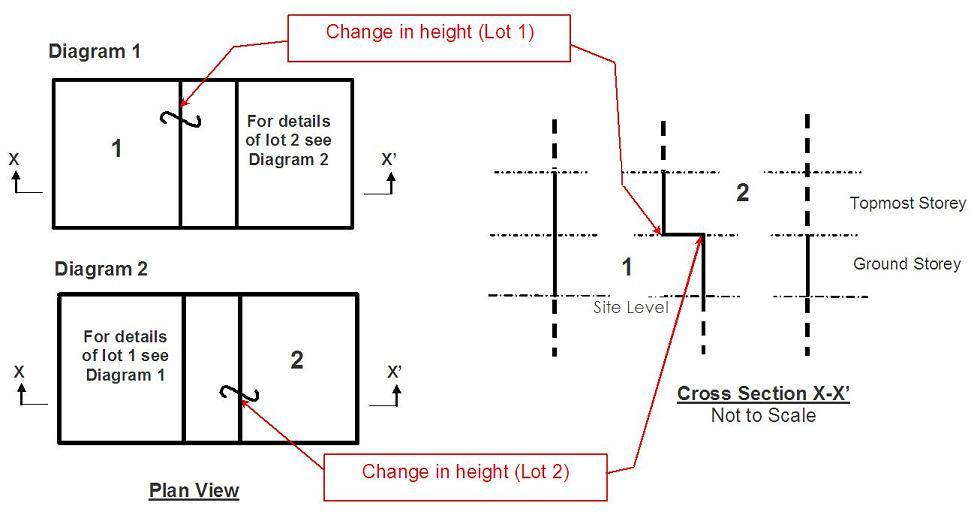 Change in height (Lot 1)
Diagram 1
1
For details
of lot 2 see
Diagram 2
X
X'
Diagram 2
For details
of lot 1 see
Diagram 1
2
X
X'
Plan View
Change in height (Lot 2)
2
Topmost Storey
1
Ground Storey
Site Level
Cross Section X-X’
Not to Scale